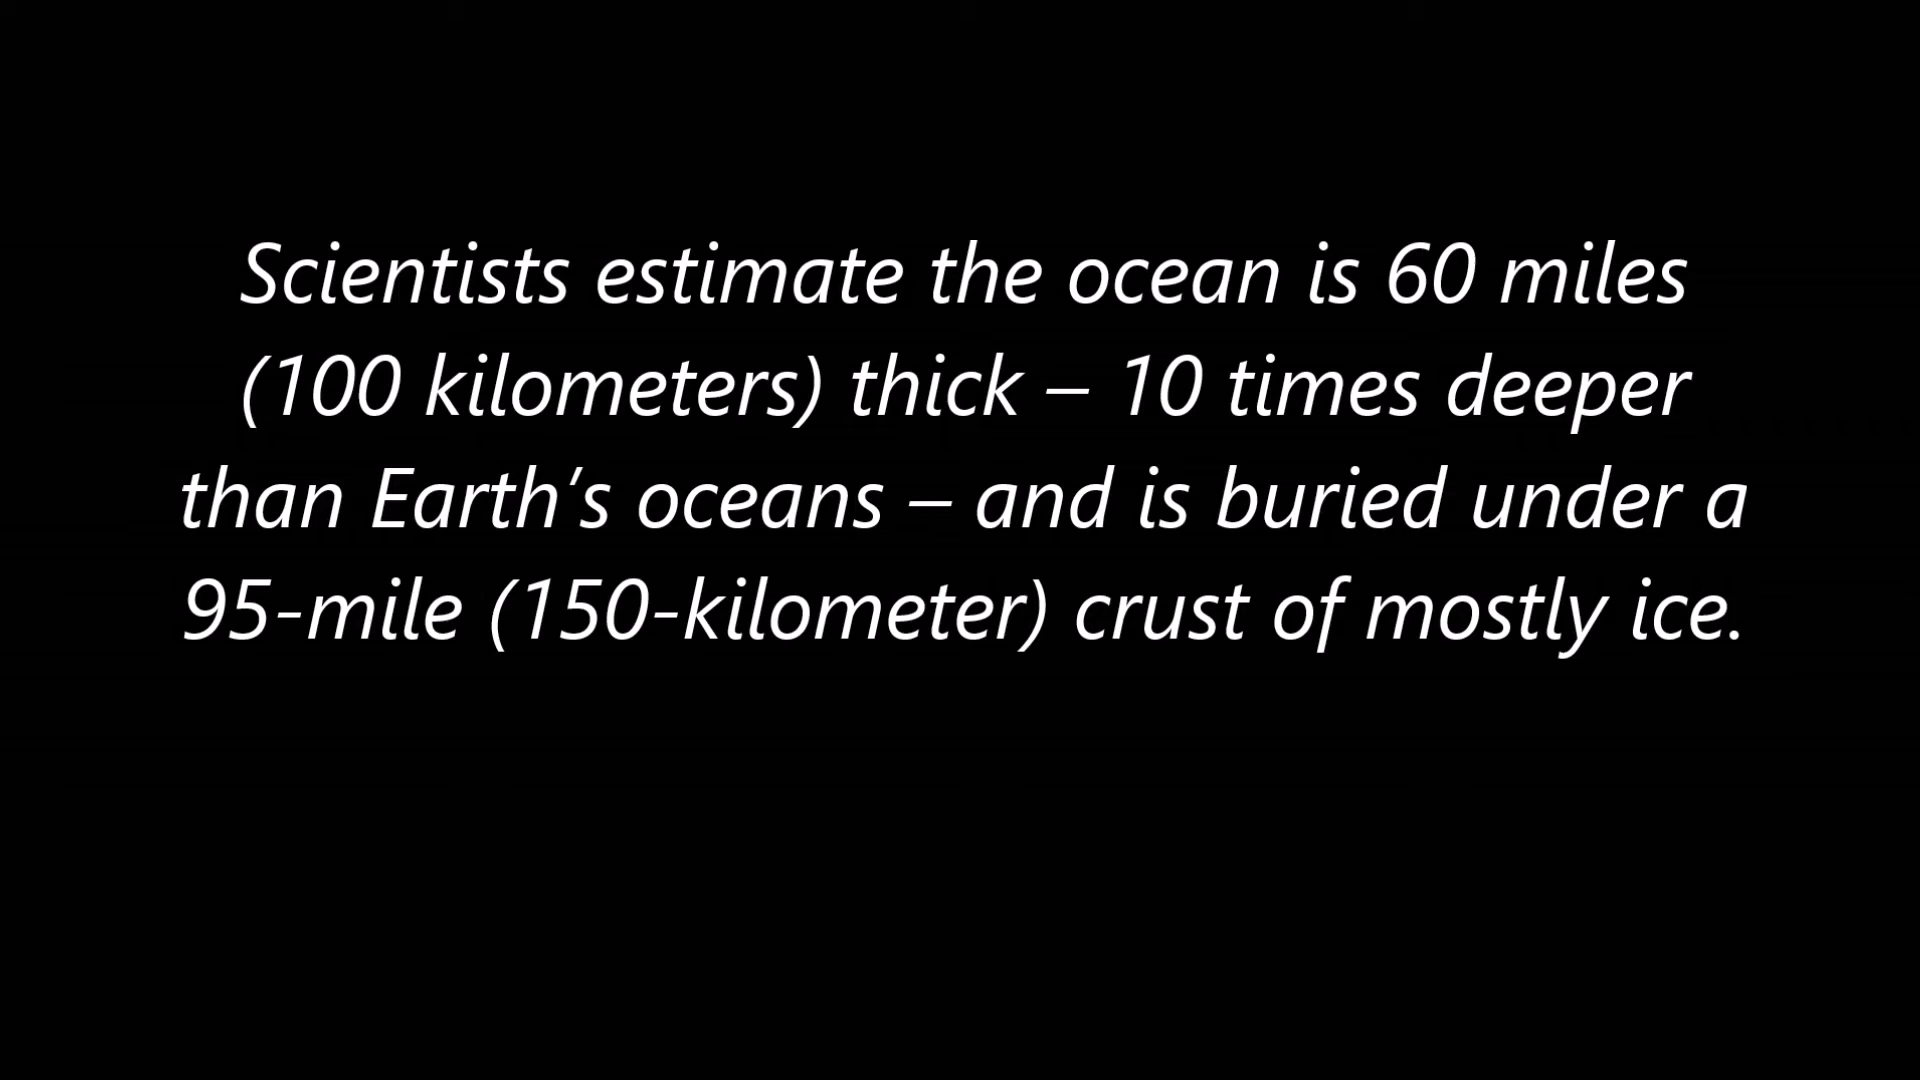 Scientists estimate the ocean is 60 miles
(100 kilometers) thick – 10 times deeper
than Earth’s oceans – and is buried under a
95-mile (150-kilometer) crust of mostly ice.